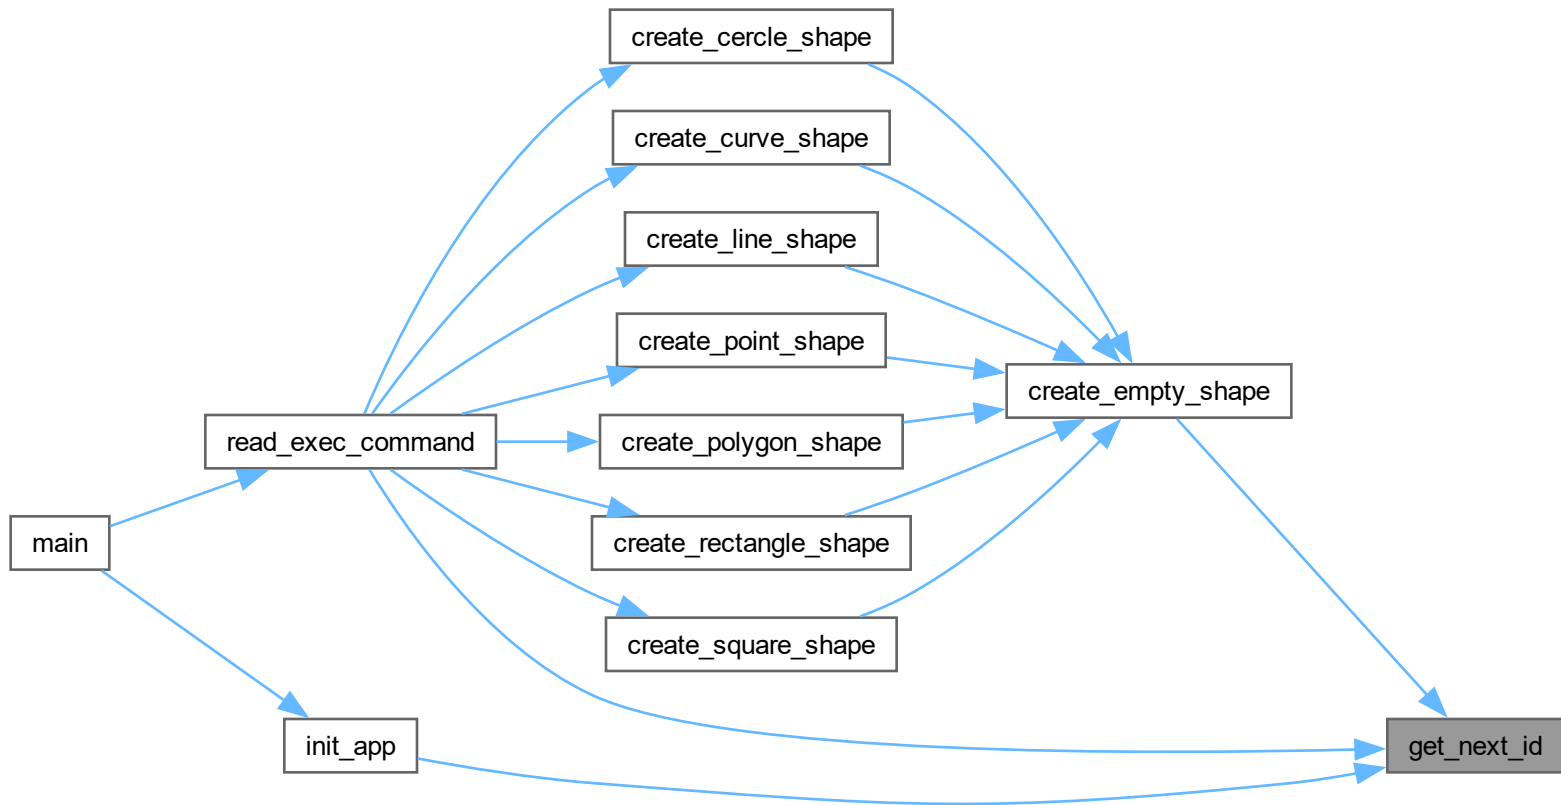 create_cercle_shape
create_curve_shape
create_line_shape
create_point_shape
create_empty_shape
read_exec_command
create_polygon_shape
main
create_rectangle_shape
create_square_shape
init_app
get_next_id